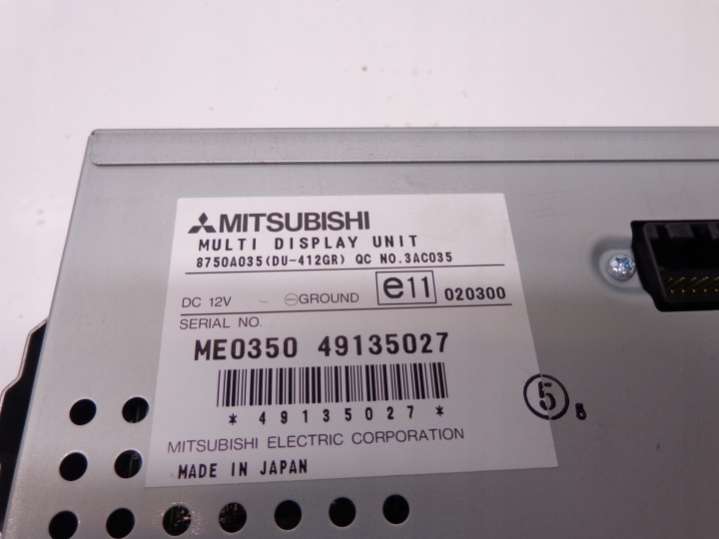 MITSUBISHI
MULTI DISPLAY UNIT
8750A035(DU-412GR) QC NO.3AC035
DC 12V - ⊖GROUND e11 020300
SERIAL NO.
ME0350 49135027
*49135027*
MITSUBISHI ELECTRIC CORPORATION
MADE IN JAPAN
5